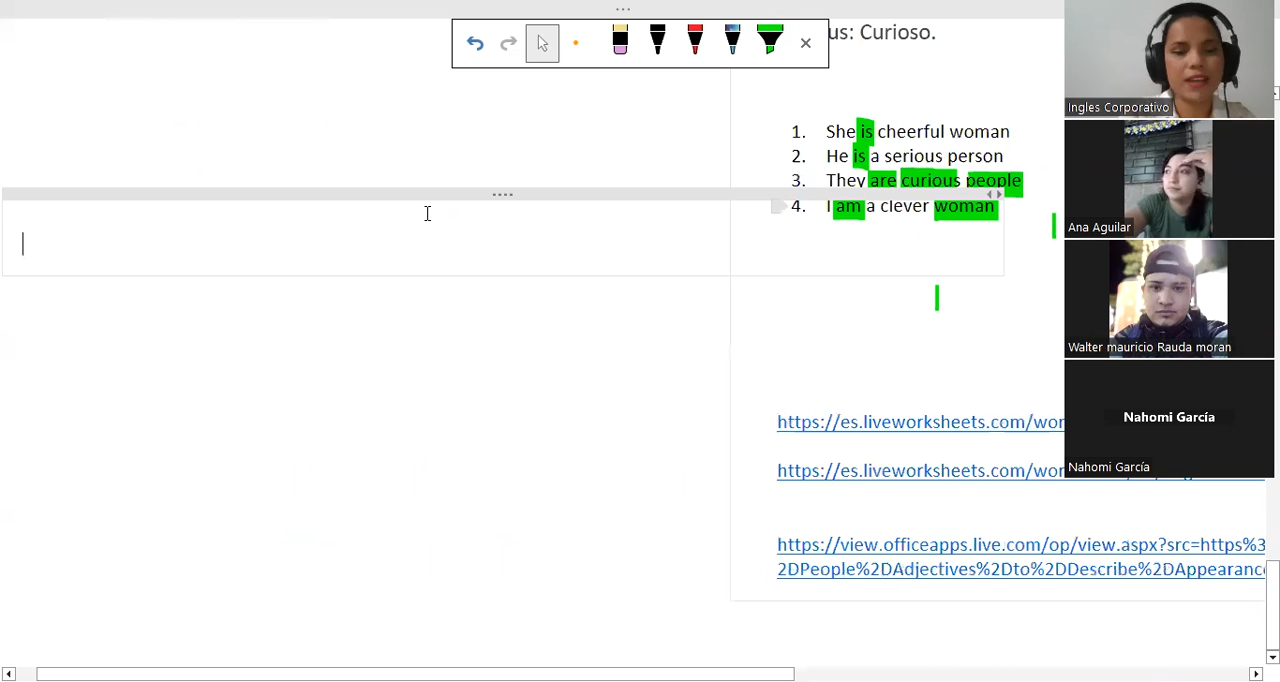 us: Curioso.
1. She is cheerful woman
2. He is a serious person
3. They are curious people
4. I am a clever woman
https://es.liveworksheets.com/wor
https://es.liveworksheets.com/wor
https://view.officeapps.live.com/op/view.aspx?src=https%3
2DPeople%2DAdjectives%2Dto%2DDescribe%2DAppearance
Ingles Corporativo
Ana Aguilar
Walter mauricio Rauda moran
Nahomi García
Nahomi García